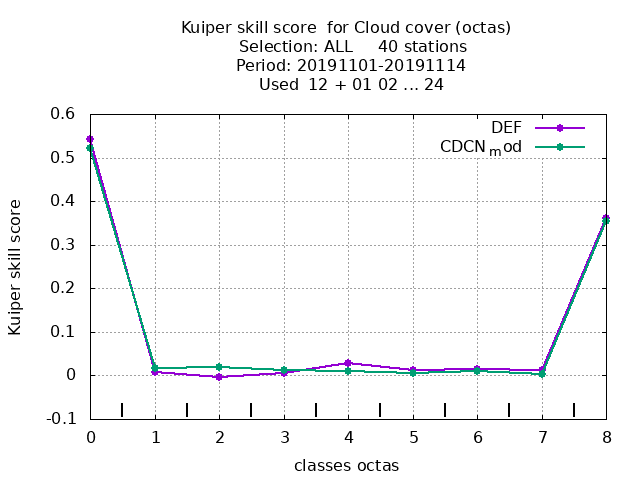 Kuiper skill score  for Cloud cover (octas)
Selection: ALL     40 stations
Period: 20191101-20191114
Used  12 + 01 02 ... 24
DEF
CDCNmod
0.6
0.5
0.4
0.3
0.2
0.1
0
-0.1
Kuiper skill score
0 1 2 3 4 5 6 7 8
classes octas